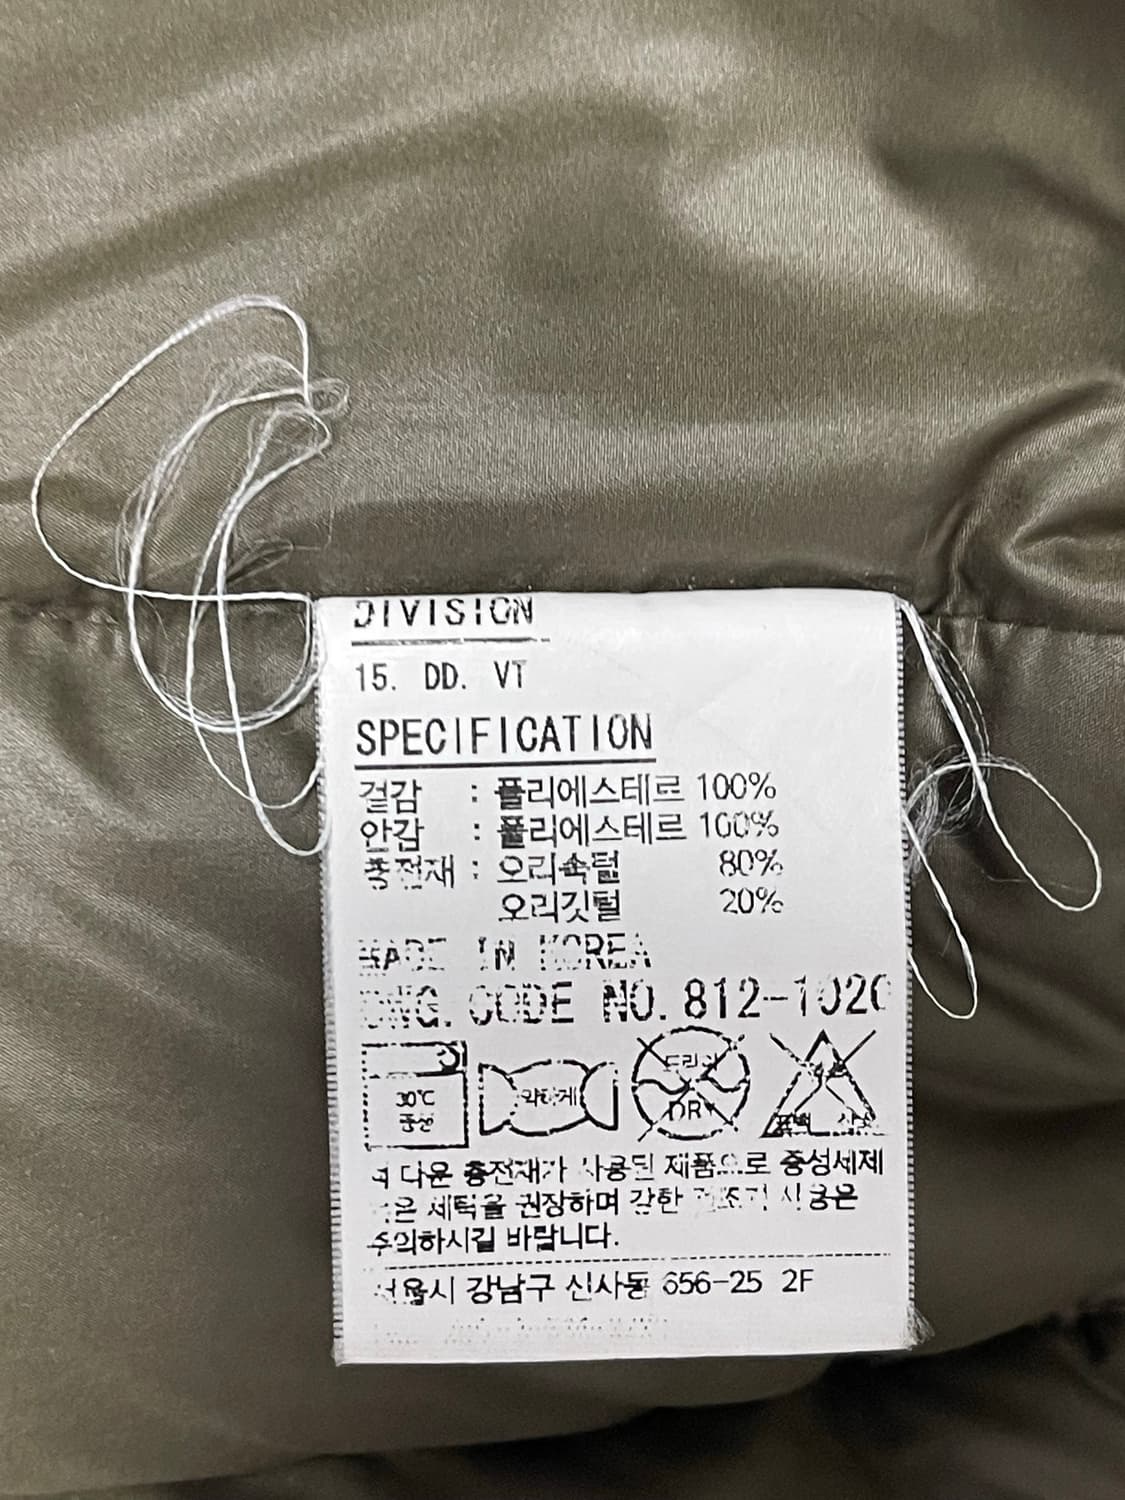 DIVISION
15. DD. VT
SPECIFICATION
겉감 : 폴리에스테르 100%
안감 : 폴리에스테르 100%
충전재 : 오리솜털 80%
오리깃털 20%
MADE IN KOREA
DWG. CODE NO. 812-102
30℃
중성
약하게
드라이
DRY
표백
다운 충전재가 사용된 제품으로 중성세제
세탁을 권장하며 강한 건조기 사용은
주의하시길 바랍니다.
서울시 강남구 신사동 656-25 2F